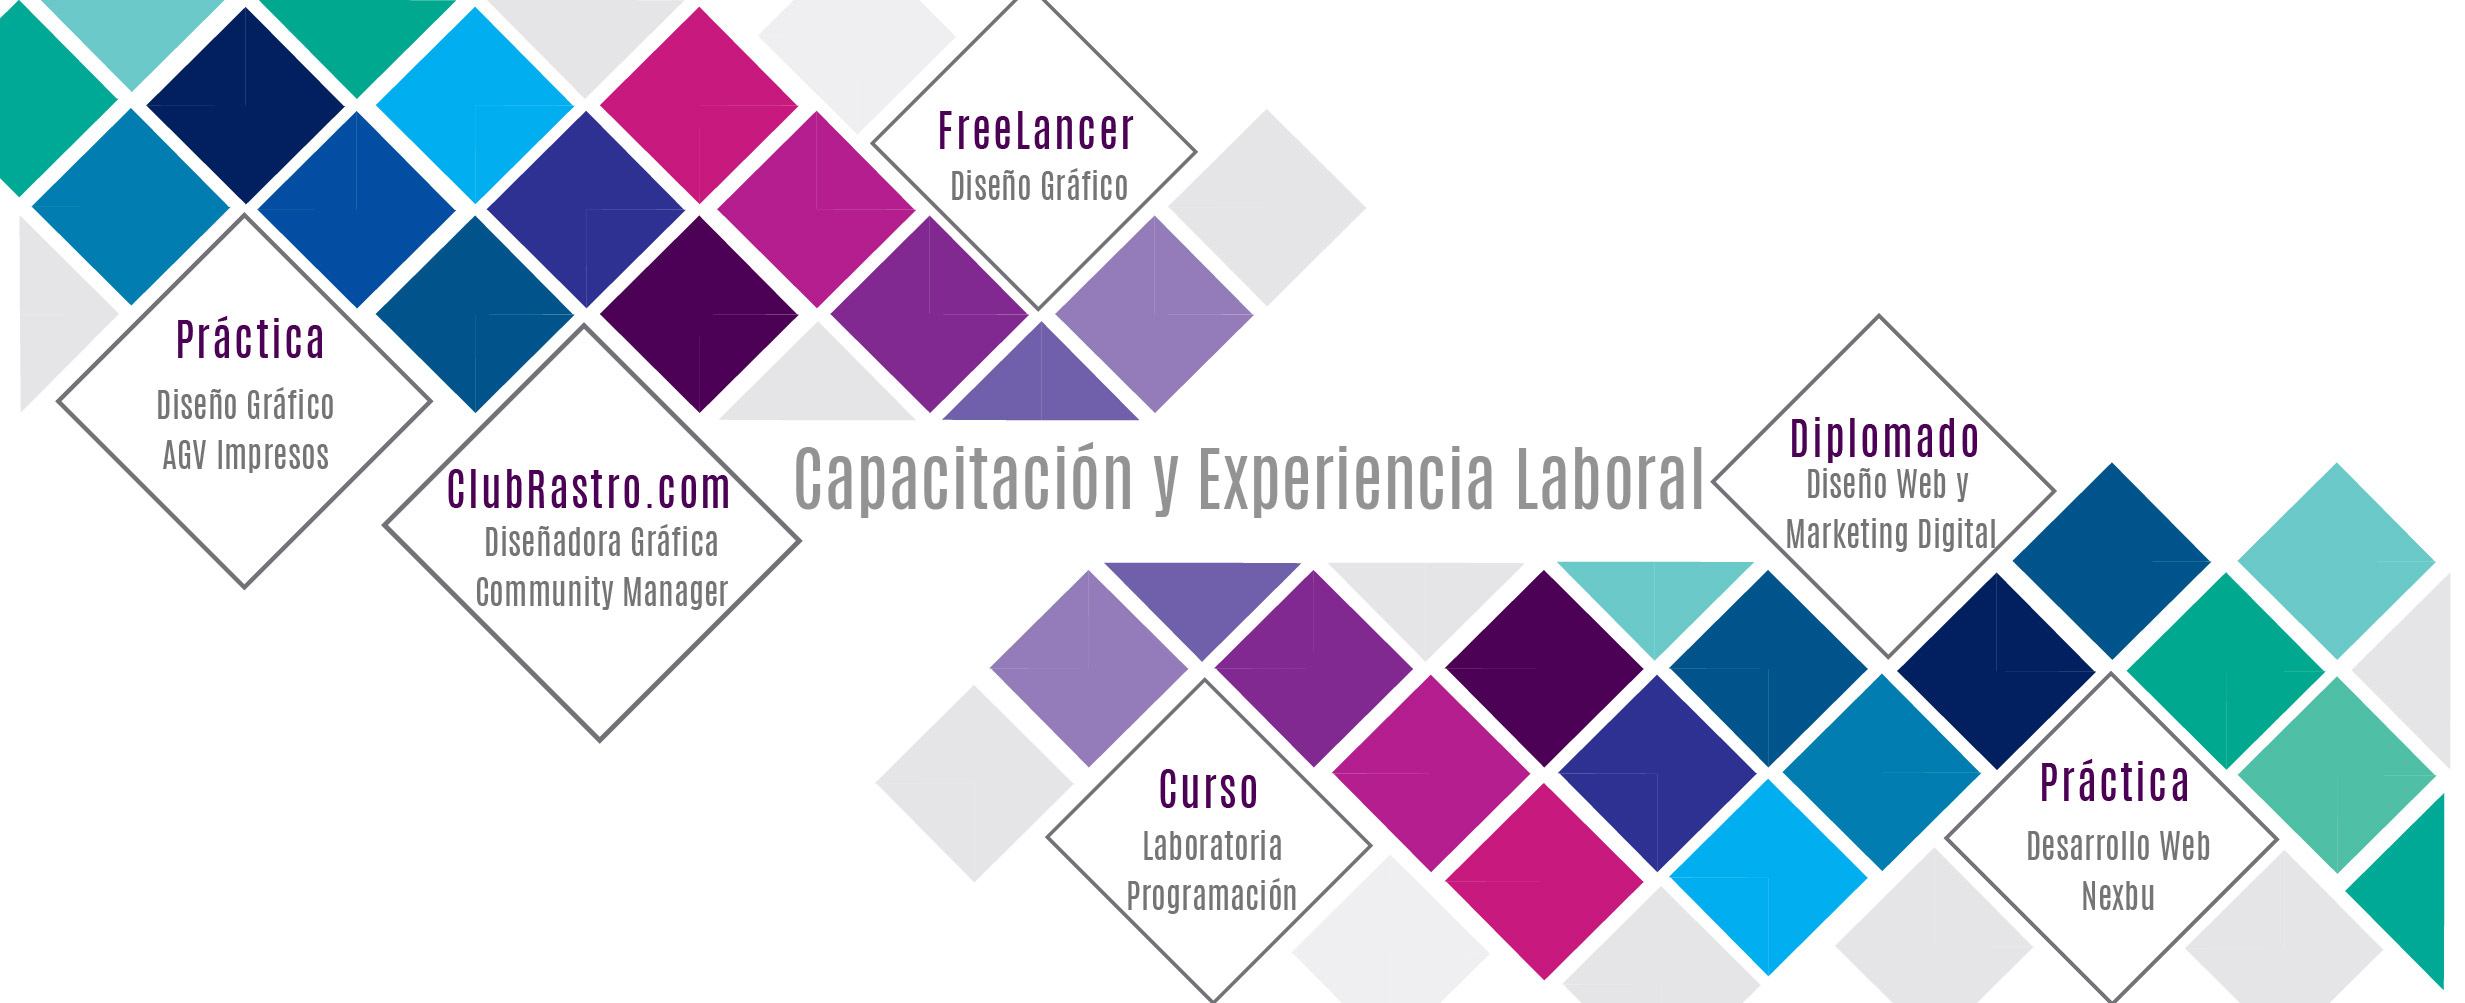 FreeLancer
Diseño Gráfico
Práctica
Diseño Gráfico
AGV Impresos
ClubRastro.com
Diseñadora Gráfica
Community Manager
Capacitación y Experiencia Laboral
Diplomado
Diseño Web y
Marketing Digital
Curso
Laboratoria
Programación
Práctica
Desarrollo Web
Nexbu